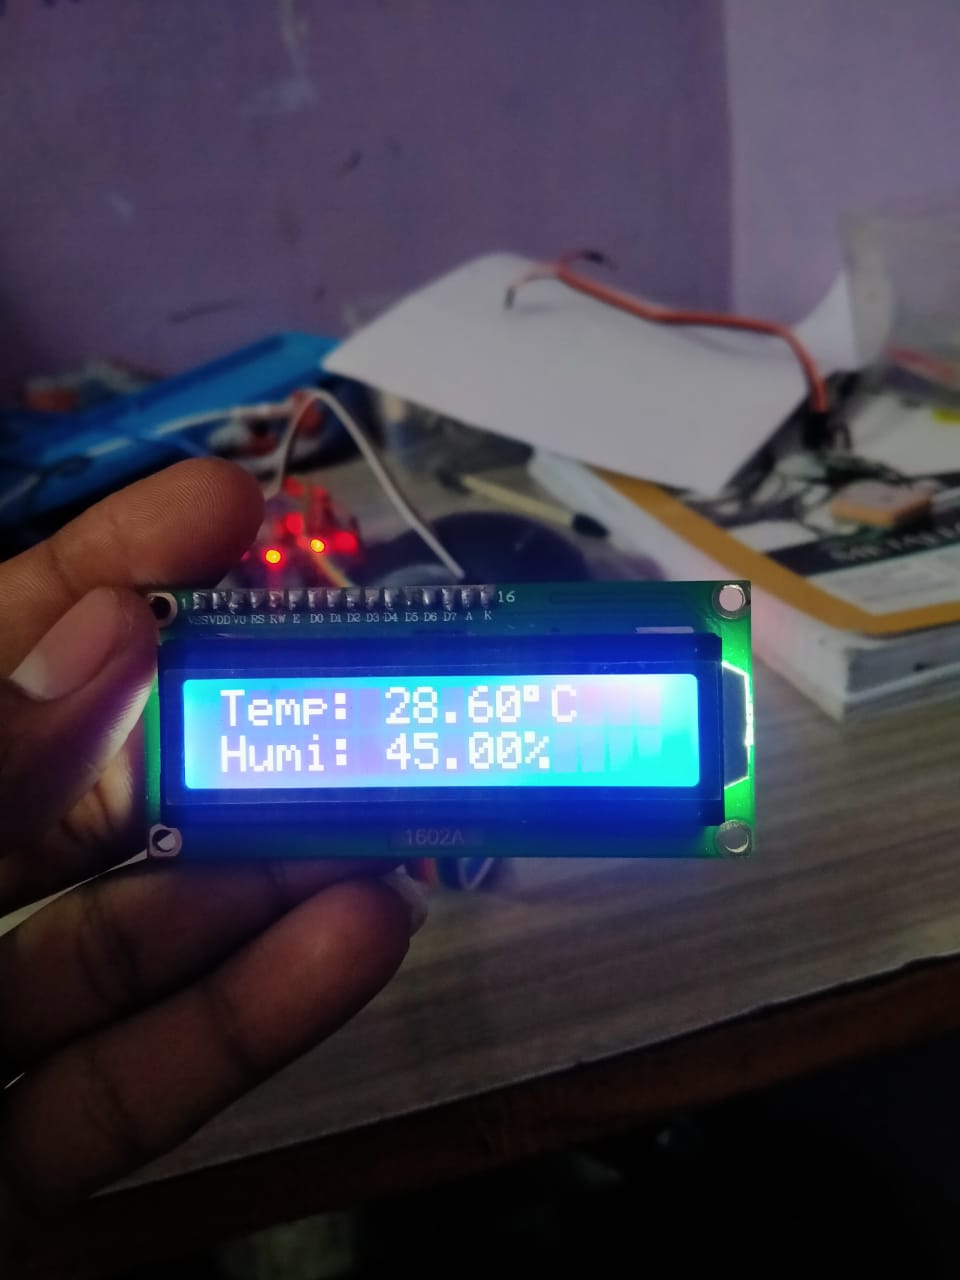 1 16
VSS VDD V0 RS RW E D0 D1 D2 D3 D4 D5 D6 D7 A K
Temp: 28.60°C
Humi: 45.00%
1602A